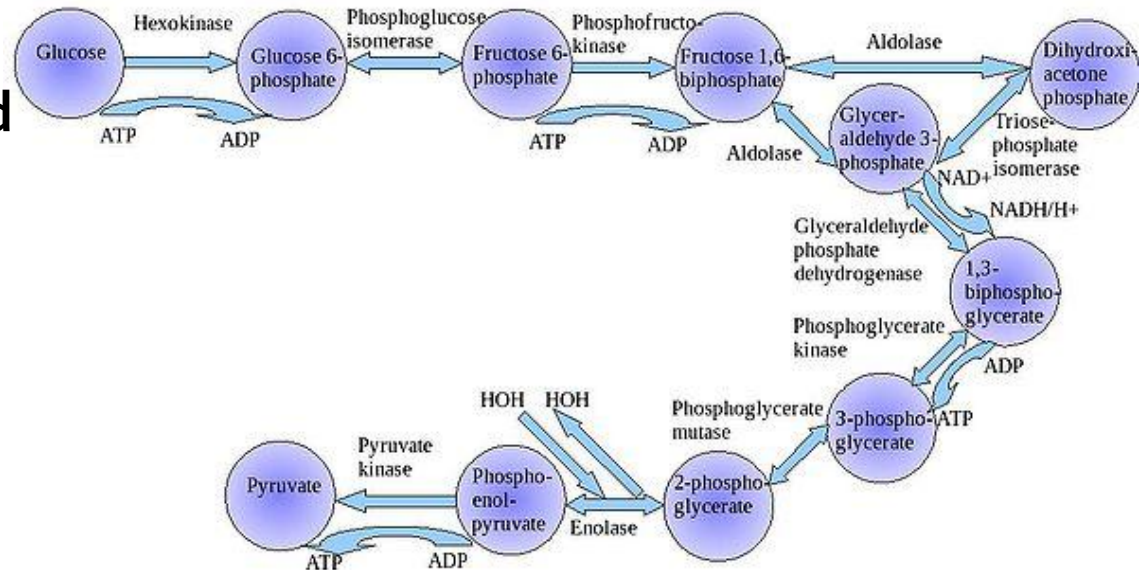 Glucose
Hexokinase
ATP
ADP
Glucose 6-
phosphate
Phosphoglucose
isomerase
Fructose 6-
phosphate
Phosphofructo-
kinase
ATP
ADP
Fructose 1,6-
biphosphate
Aldolase
Dihydroxi-
acetone
phosphate
Aldolase
Glycer-
aldehyde 3-
phosphate
Triose-
phosphate
isomerase
NAD+
NADH/H+
Glyceraldehyde
phosphate
dehydrogenase
1,3-
biphospho-
glycerate
Phosphoglycerate
kinase
ADP
ATP
3-phospho-
glycerate
Phosphoglycerate
mutase
2-phospho-
glycerate
HOH HOH
Enolase
Phospho-
enol-
pyruvate
Pyruvate
kinase
ADP
ATP
Pyruvate
d